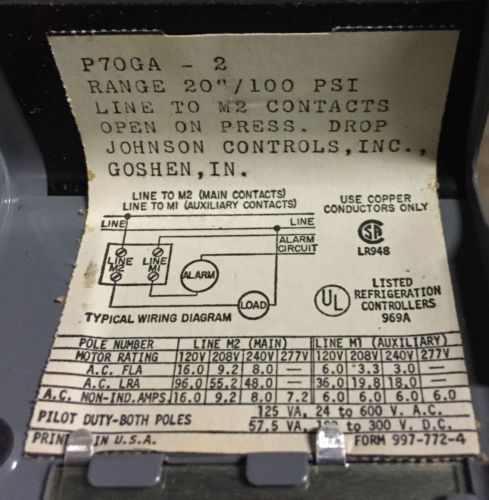 P70GA - 2
RANGE 20"/100 PSI
LINE TO M2 CONTACTS
OPEN ON PRESS. DROP
JOHNSON CONTROLS, INC.,
GOSHEN, IN.
LINE TO M2 (MAIN CONTACTS)
LINE TO M1 (AUXILIARY CONTACTS)
USE COPPER
CONDUCTORS ONLY
LINE LINE
ALARM
CIRCUIT
SA
LR948
LINE LINE
M2 M1
ALARM
LOAD
UL
LISTED
REFRIGERATION
CONTROLLERS
969A
TYPICAL WIRING DIAGRAM
POLE NUMBER LINE M2 (MAIN) LINE M1 (AUXILIARY)
MOTOR RATING 120V 208V 240V 277V 120V 208V 240V 277V
A.C. FLA 16.0 9.2 8.0 — 6.0 3.3 3.0 —
A.C. LRA 96.0 55.2 48.0 — 36.0 19.8 18.0 —
A.C. NON-IND. AMPS 16.0 9.2 8.0 7.2 6.0 6.0 6.0 6.0
PILOT DUTY-BOTH POLES 125 VA, 24 to 600 V. A.C.
57.5 VA, to 300 V. D.C.
IN U.S.A. FORM 997-772-4